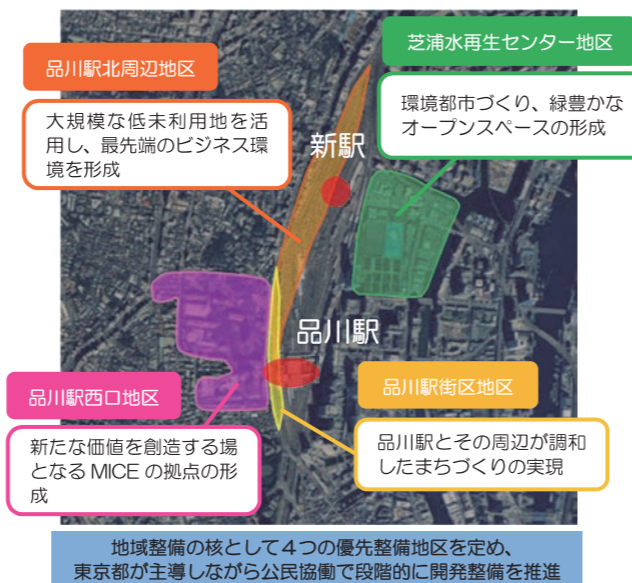 品川駅北周辺地区
大規模な低未利用地を活
用し、最先端のビジネス環
境を形成
芝浦水再生センター地区
環境都市づくり、緑豊かな
オープンスペースの形成
新駅
品川駅
品川駅西口地区
新たな価値を創造する場
となる MICE の拠点の形
成
品川駅街区地区
品川駅とその周辺が調和
したまちづくりの実現
地域整備の核として４つの優先整備地区を定め、
東京都が主導しながら公民協働で段階的に開発整備を推進